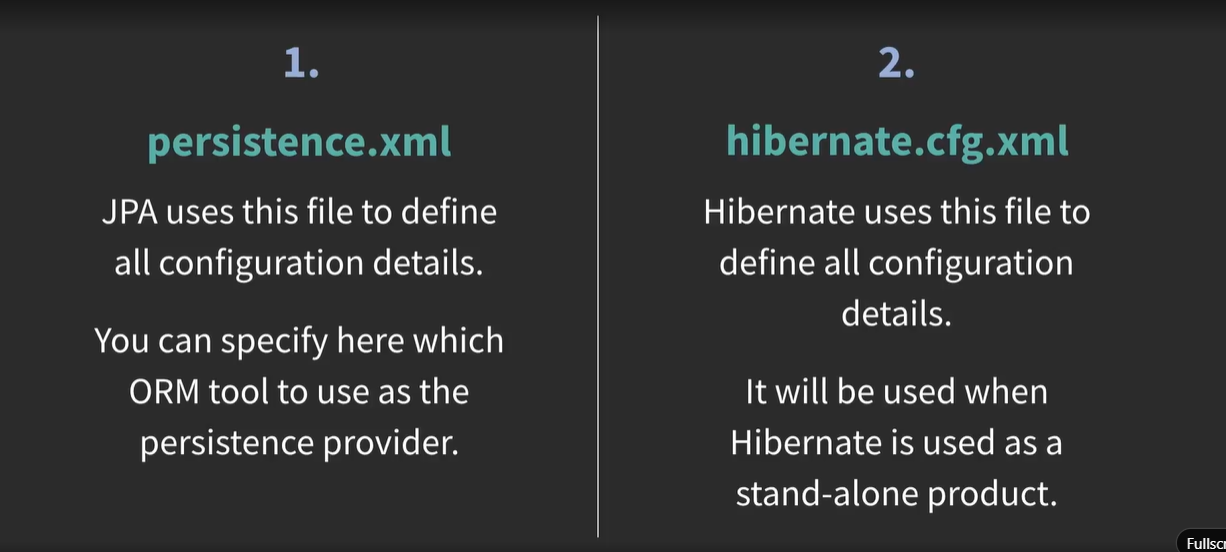 1.
persistence.xml
JPA uses this file to define
all configuration details.
You can specify here which
ORM tool to use as the
persistence provider.
2.
hibernate.cfg.xml
Hibernate uses this file to
define all configuration
details.
It will be used when
Hibernate is used as a
stand-alone product.
Fullscr